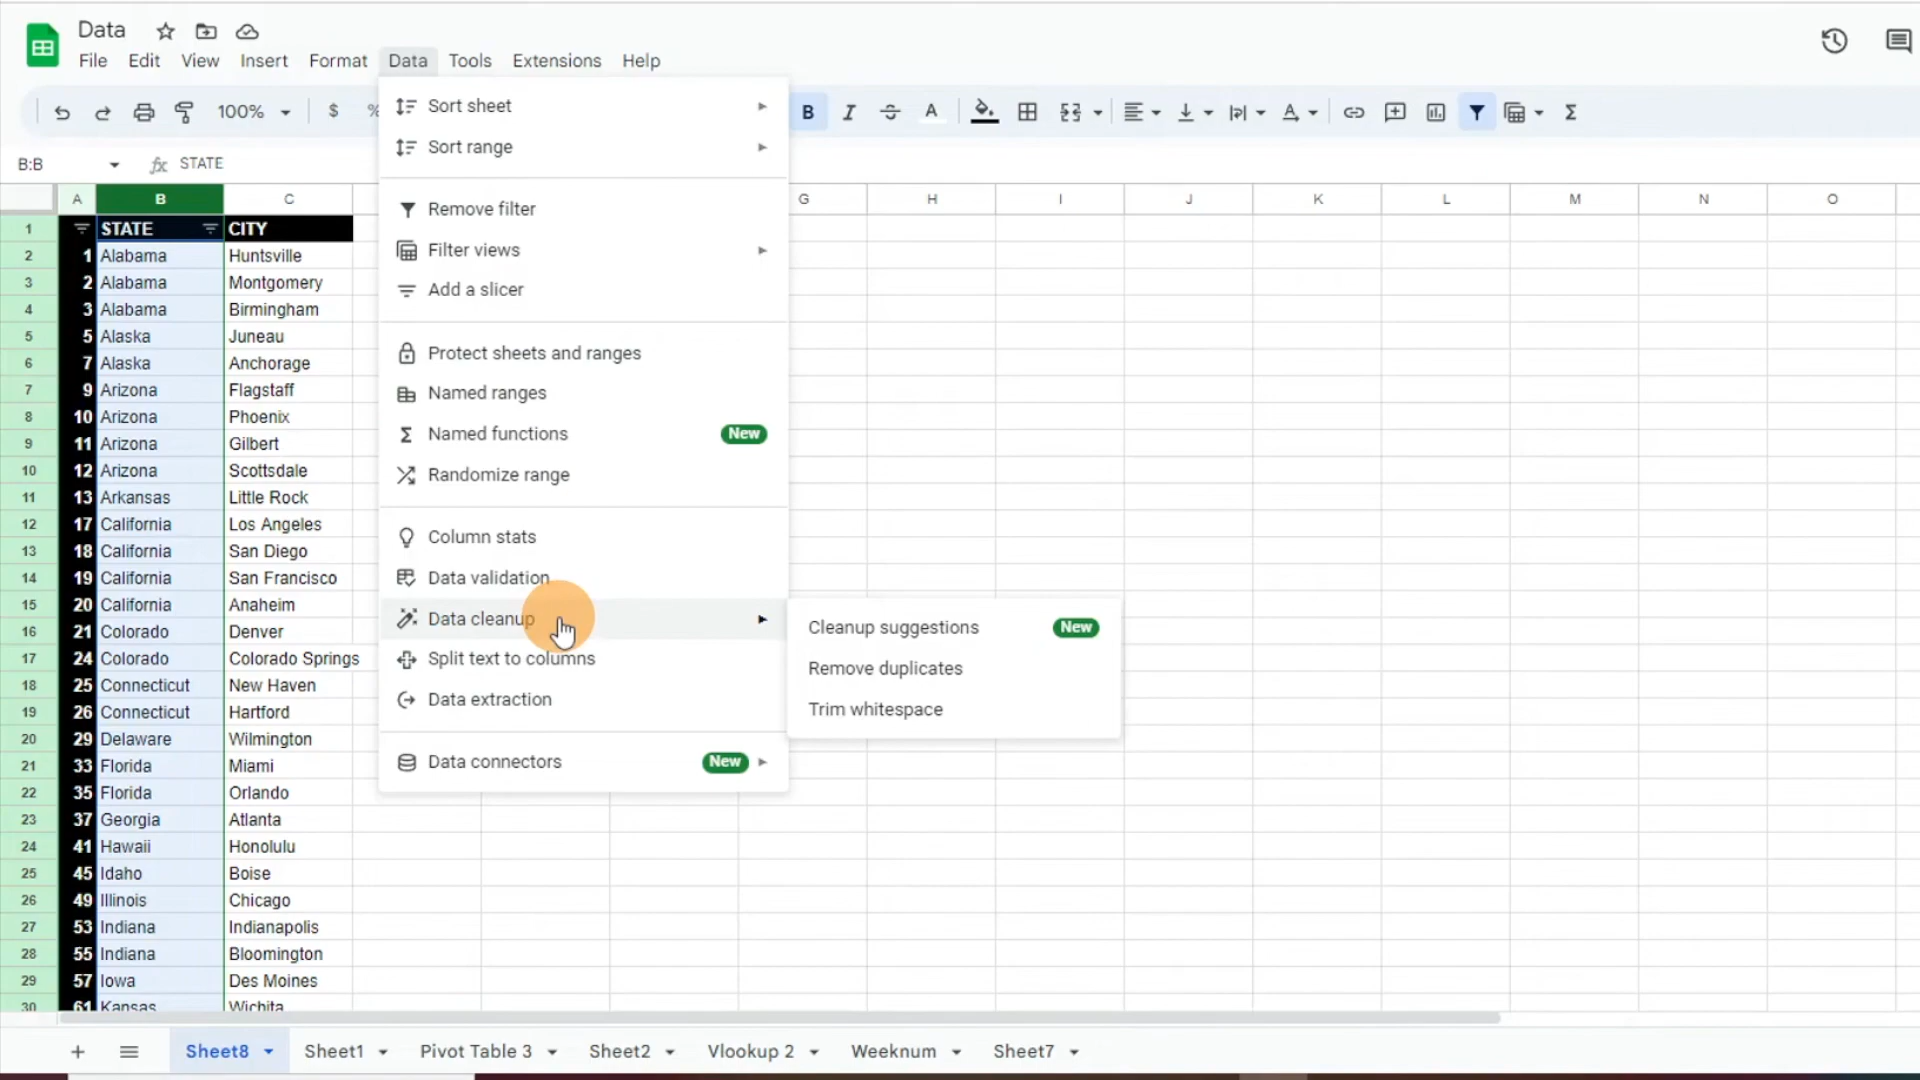 Data
File Edit View Insert Format Data Tools Extensions Help
100% $ % B I S A Σ
B:B fx STATE
A B C G H I J K L M N O
1 STATE CITY
2 1 Alabama Huntsville
3 2 Alabama Montgomery
4 3 Alabama Birmingham
5 5 Alaska Juneau
6 7 Alaska Anchorage
7 9 Arizona Flagstaff
8 10 Arizona Phoenix
9 11 Arizona Gilbert
10 12 Arizona Scottsdale
11 13 Arkansas Little Rock
12 17 California Los Angeles
13 18 California San Diego
14 19 California San Francisco
15 20 California Anaheim
16 21 Colorado Denver
17 24 Colorado Colorado Springs
18 25 Connecticut New Haven
19 26 Connecticut Hartford
20 29 Delaware Wilmington
21 33 Florida Miami
22 35 Florida Orlando
23 37 Georgia Atlanta
24 41 Hawaii Honolulu
25 45 Idaho Boise
26 49 Illinois Chicago
27 53 Indiana Indianapolis
28 55 Indiana Bloomington
29 57 Iowa Des Moines
30 61 Kansas Wichita
Sort sheet
Sort range
Remove filter
Filter views
Add a slicer
Protect sheets and ranges
Named ranges
Named functions New
Randomize range
Column stats
Data validation
Data cleanup
Split text to columns
Data extraction
Data connectors New
Cleanup suggestions New
Remove duplicates
Trim whitespace
Sheet8 Sheet1 Pivot Table 3 Sheet2 Vlookup 2 Weeknum Sheet7